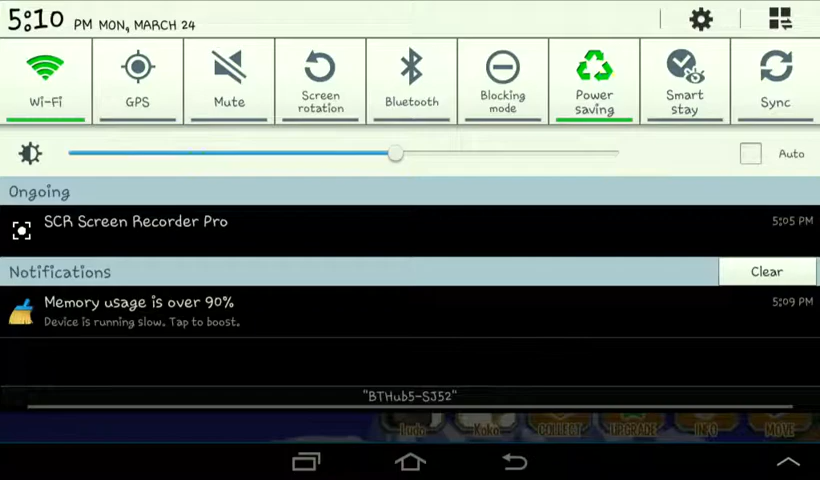 5:10 PM MON, MARCH 24
Wi-Fi
GPS
Mute
Screen rotation
Bluetooth
Blocking mode
Power saving
Smart stay
Sync
Auto
Ongoing
SCR Screen Recorder Pro
5:05 PM
Notifications
Clear
Memory usage is over 90%
5:09 PM
Device is running slow. Tap to boost.
"BTHub5-SJ52"
Ludo Koko COLLECT UPGRADE INFO MOVE